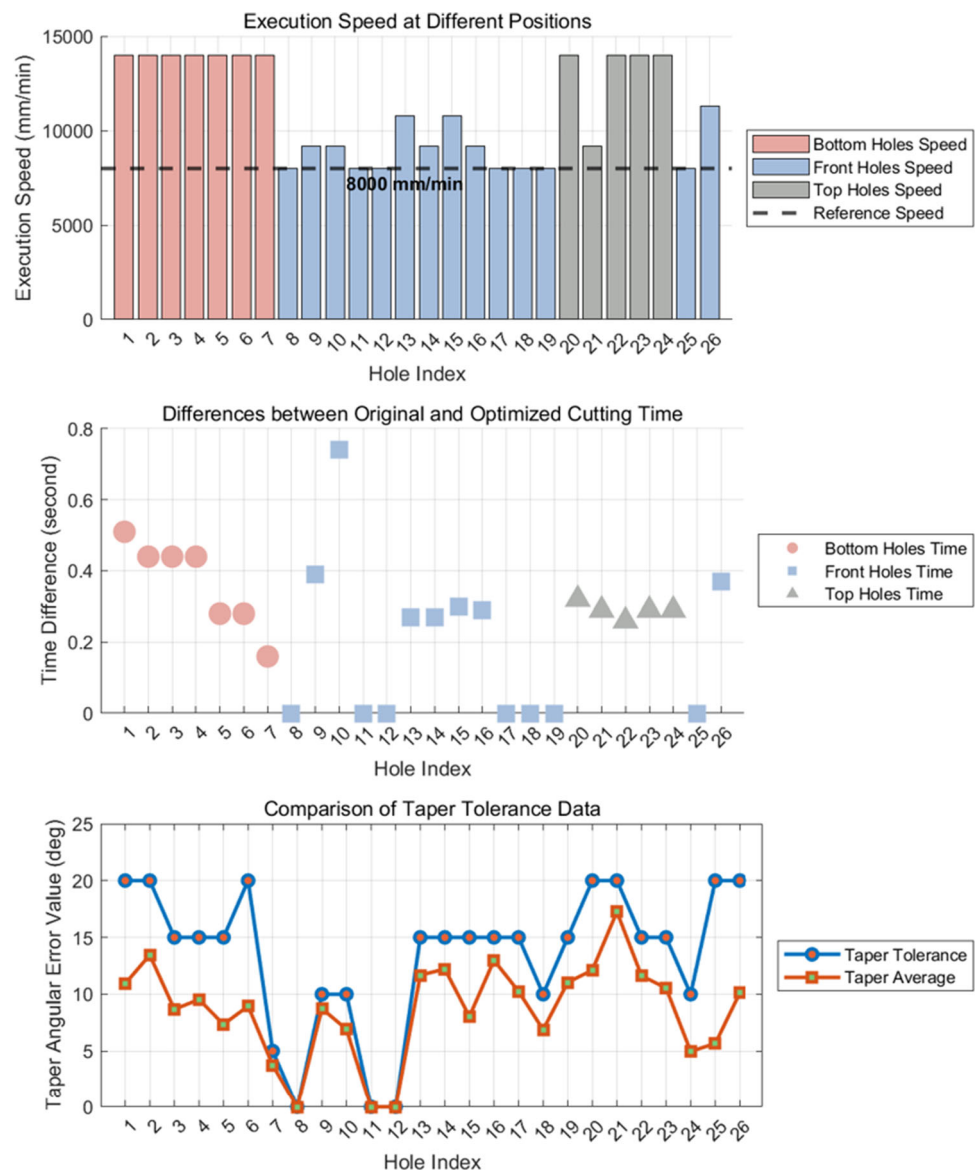 Execution Speed at Different Positions
Execution Speed (mm/min)
15000
10000
5000
0
8000 mm/min
1 2 3 4 5 6 7 8 9 10 11 12 13 14 15 16 17 18 19 20 21 22 23 24 25 26
Hole Index
Bottom Holes Speed
Front Holes Speed
Top Holes Speed
Reference Speed
Differences between Original and Optimized Cutting Time
Time Difference (second)
0.8
0.6
0.4
0.2
0
1 2 3 4 5 6 7 8 9 10 11 12 13 14 15 16 17 18 19 20 21 22 23 24 25 26
Hole Index
Bottom Holes Time
Front Holes Time
Top Holes Time
Comparison of Taper Tolerance Data
Taper Angular Error Value (deg)
25
20
15
10
5
0
1 2 3 4 5 6 7 8 9 10 11 12 13 14 15 16 17 18 19 20 21 22 23 24 25 26
Hole Index
Taper Tolerance
Taper Average